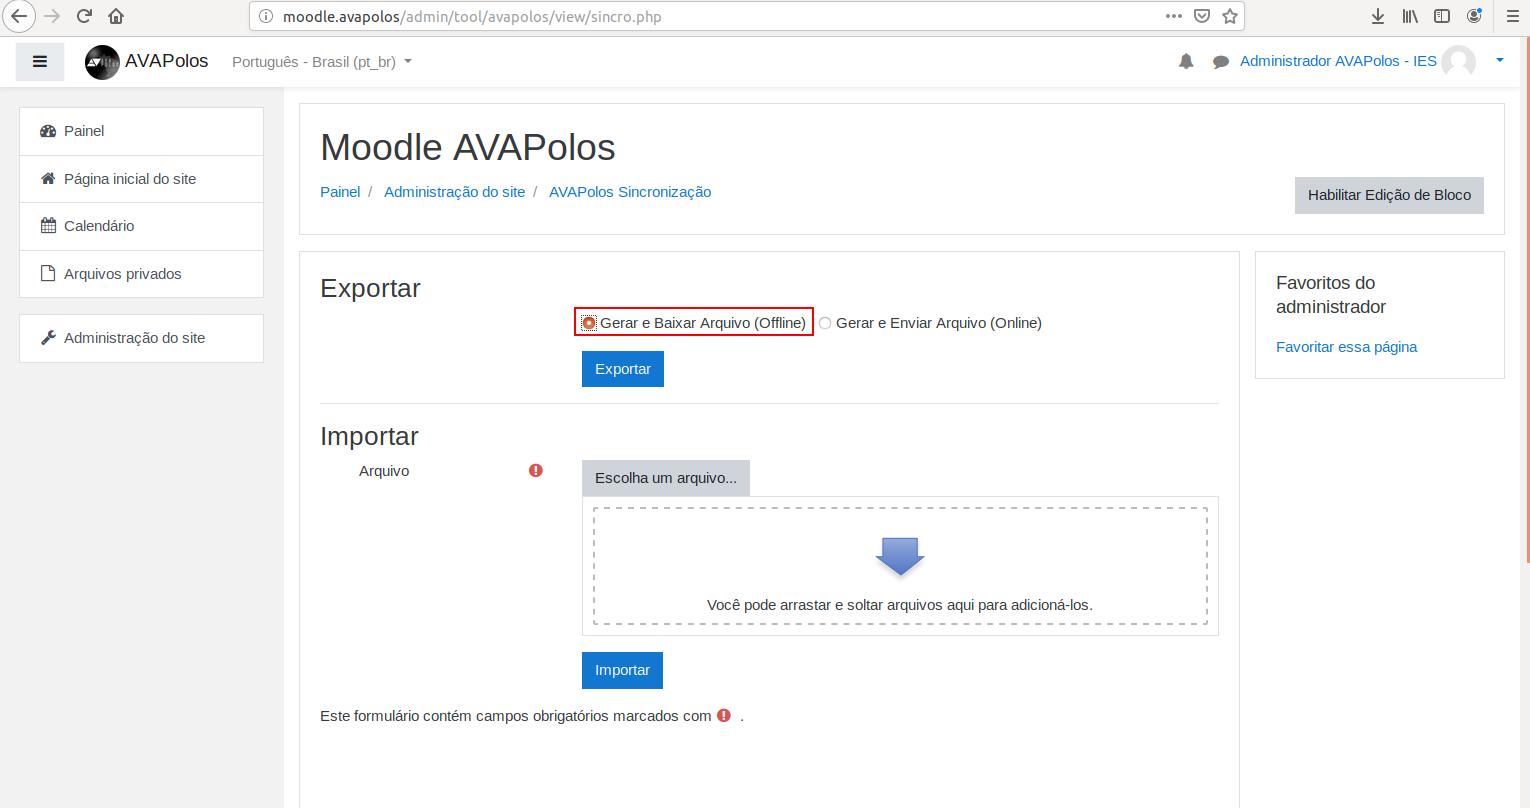 moodle.avapolos/admin/tool/avapolos/view/sincro.php
AVAPolos Português - Brasil (pt_br) Administrador AVAPolos - IES
Painel
Página inicial do site
Calendário
Arquivos privados
Administração do site
Moodle AVAPolos
Painel / Administração do site / AVAPolos Sincronização
Habilitar Edição de Bloco
Exportar
Gerar e Baixar Arquivo (Offline) Gerar e Enviar Arquivo (Online)
Exportar
Importar
Arquivo
Escolha um arquivo...
Você pode arrastar e soltar arquivos aqui para adicioná-los.
Importar
Este formulário contém campos obrigatórios marcados com .
Favoritos do
administrador
Favoritar essa página